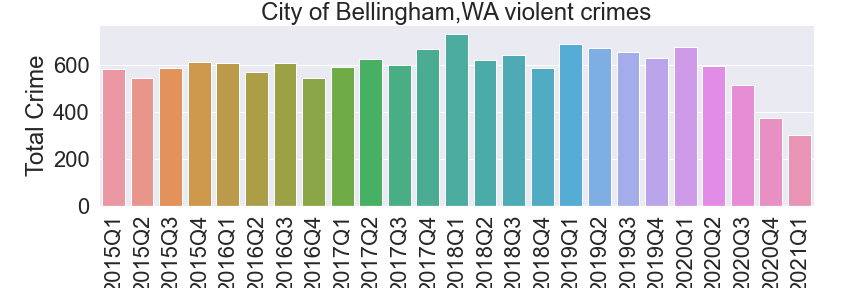 City of Bellingham,WA violent crimes
Total Crime
600
400
200
0
2015Q1
2015Q2
2015Q3
2015Q4
2016Q1
2016Q2
2016Q3
2016Q4
2017Q1
2017Q2
2017Q3
2017Q4
2018Q1
2018Q2
2018Q3
2018Q4
2019Q1
2019Q2
2019Q3
2019Q4
2020Q1
2020Q2
2020Q3
2020Q4
2021Q1